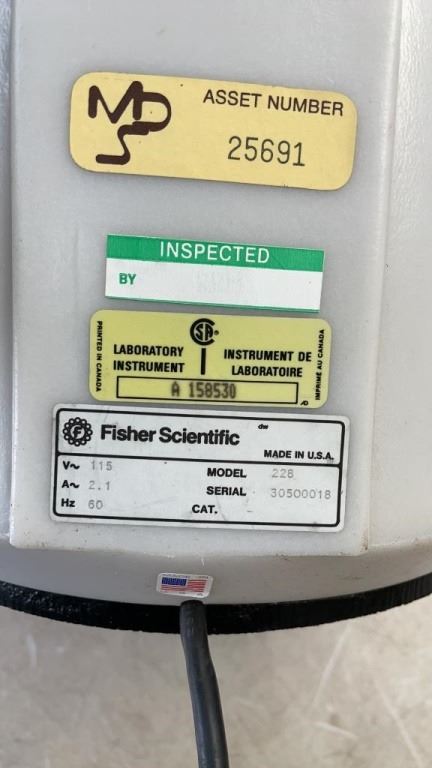 MDS
ASSET NUMBER
25691
INSPECTED
BY
PRINTED IN CANADA
LABORATORY INSTRUMENT
INSTRUMENT DE LABORATOIRE
A 158530
IMPRIMÉ AU CANADA
Fisher Scientific
dw
MADE IN U.S.A.
V~ 115
MODEL 228
A~ 2.1
SERIAL 30500018
Hz 60
CAT.